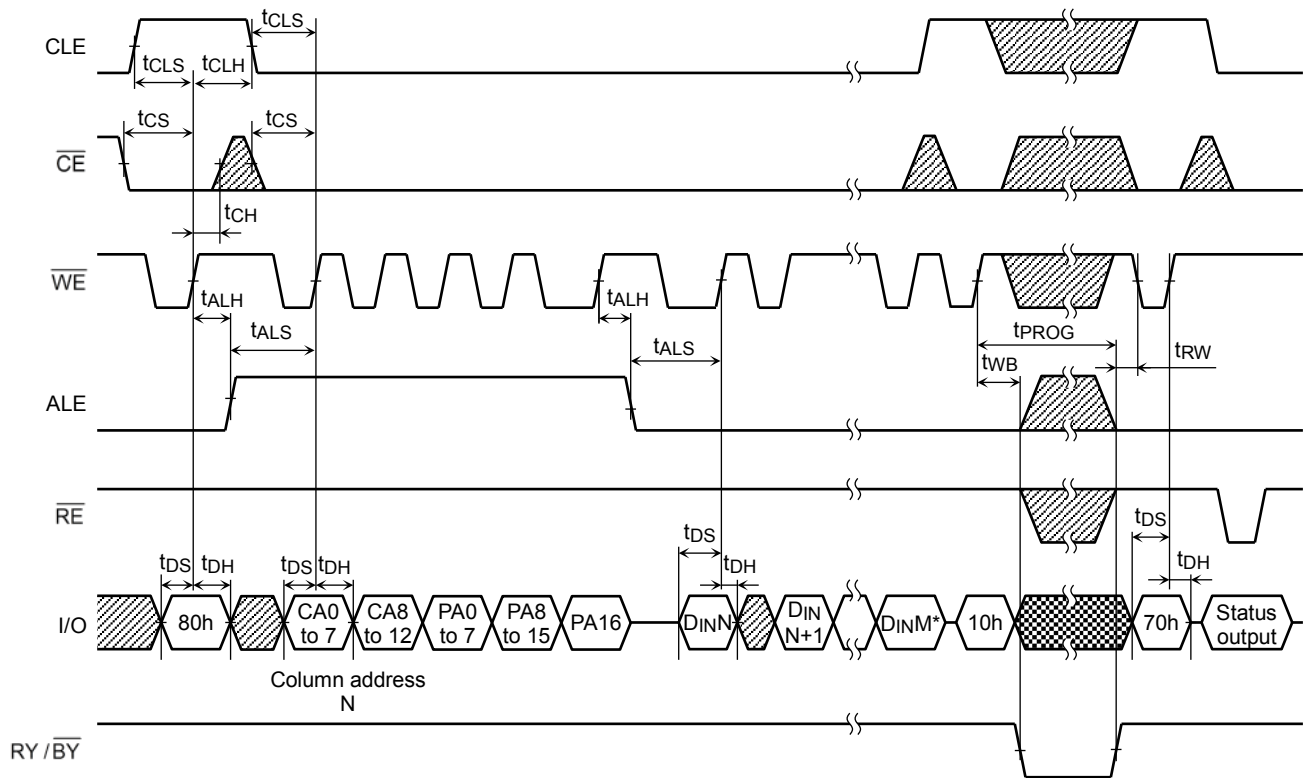 tCLS
CLE
tCLS tCLH
tCS tCS
CE
tCH
WE
tALH tALH
tALS tPROG
tALS tRW
tWB
ALE
RE
tDS tDH tDS tDH tDS tDH tDS tDH
I/O 80h CA0 to 7 CA8 to 12 PA0 to 7 PA8 to 15 PA16 DINN DIN N+1 DINM* 10h 70h Status output
Column address
N
RY / BY